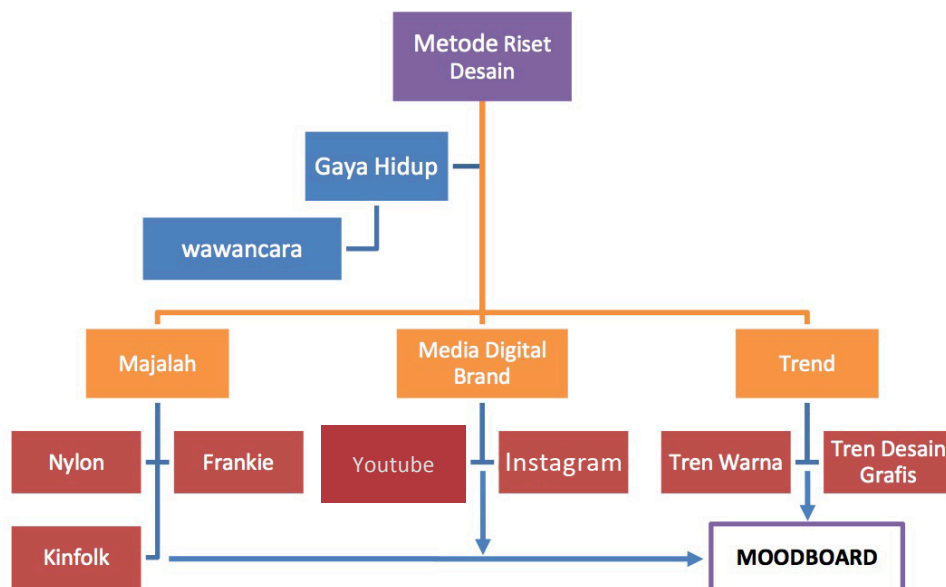 Metode Riset
Desain
Gaya Hidup
wawancara
Majalah
Media Digital
Brand
Trend
Nylon
Frankie
Youtube
Instagram
Tren Warna
Tren Desain
Grafis
Kinfolk
MOODBOARD